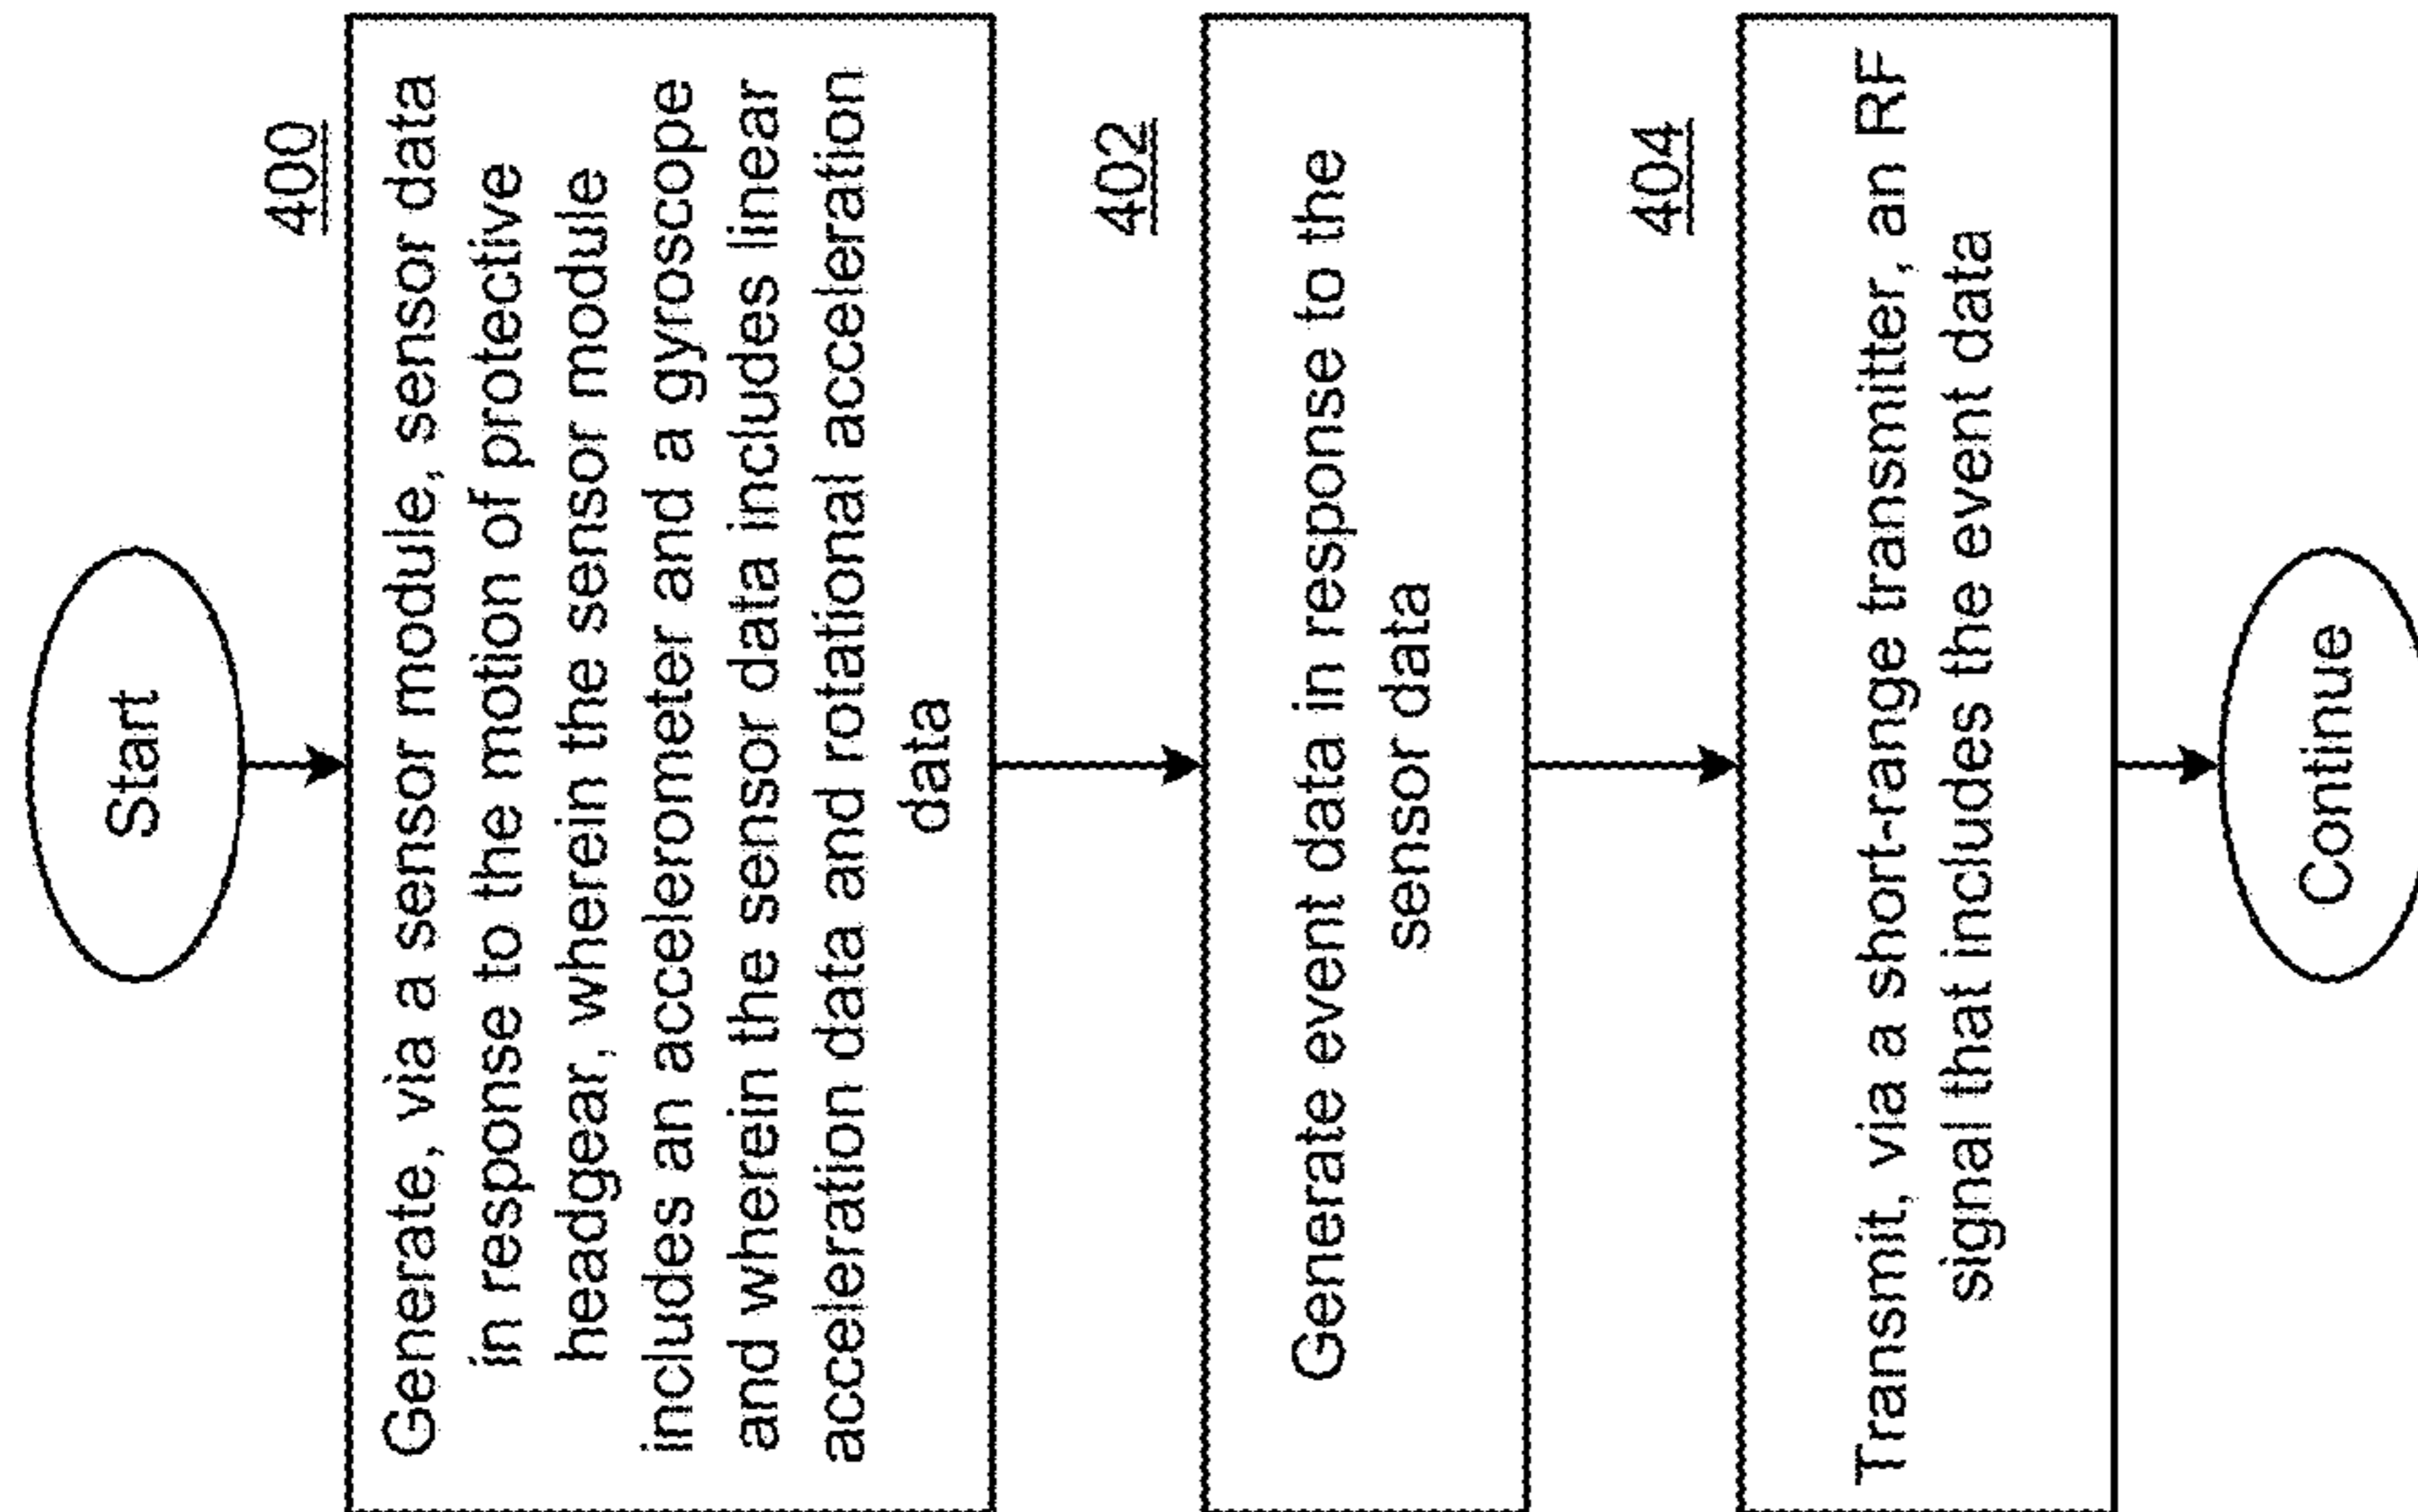 Start
400
Generate, via a sensor module, sensor data
in response to the motion of protective
headgear, wherein the sensor module
includes an accelerometer and a gyroscope
and wherein the sensor data includes linear
acceleration data and rotational acceleration
data
402
Generate event data in response to the
sensor data
404
Transmit, via a short-range transmitter, an RF
signal that includes the event data
Continue